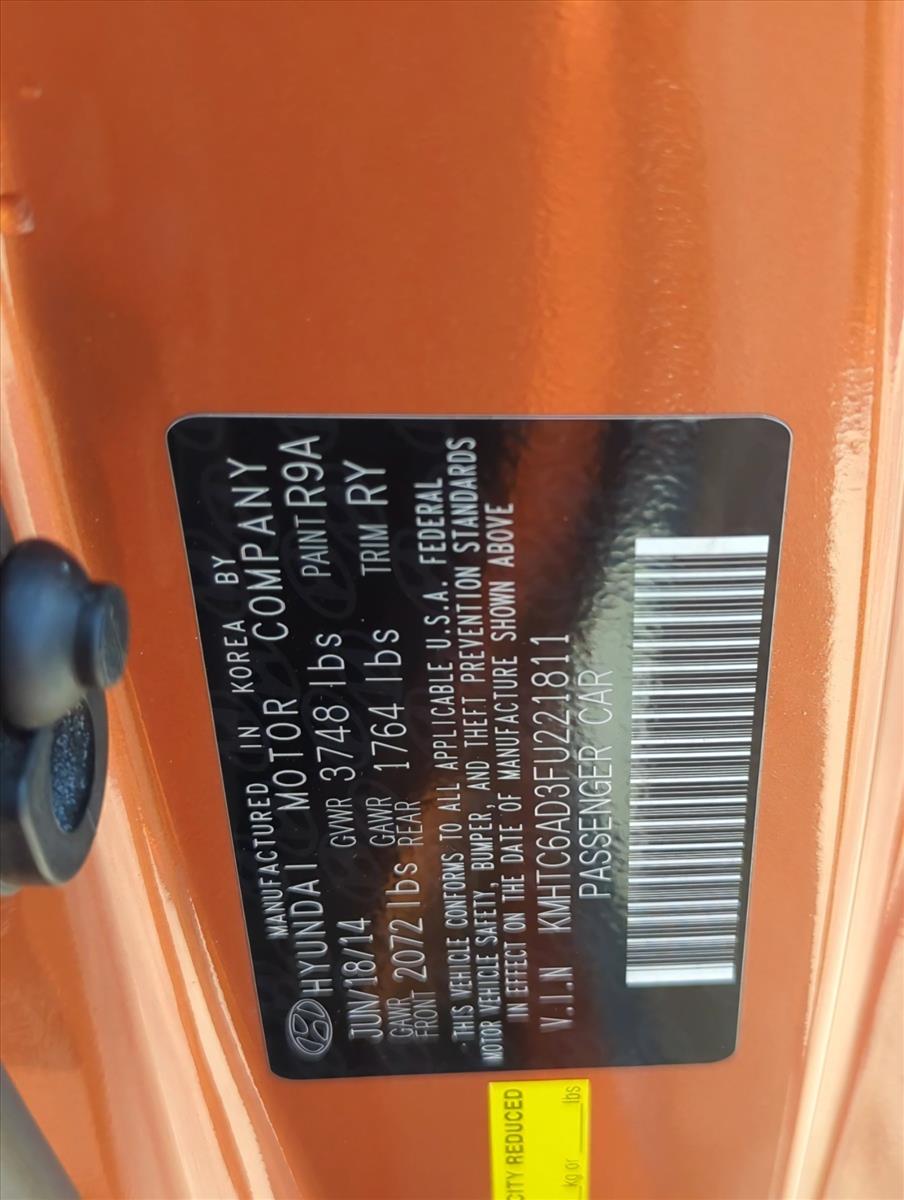 MANUFACTURED IN KOREA BY
HYUNDAI MOTOR COMPANY
JUN/18/14 GVWR 3748 lbs PAINT R9A
GAWR FRONT 2072 lbs GAWR REAR 1764 lbs TRIM RY
· THIS VEHICLE CONFORMS TO ALL APPLICABLE U.S.A. FEDERAL
MOTOR VEHICLE SAFETY, BUMPER, AND THEFT PREVENTION STANDARDS
IN EFFECT ON THE DATE OF MANUFACTURE SHOWN ABOVE
V.I.N KMHTC6AD3FU221811
PASSENGER CAR
CITY REDUCED
kg or ____lbs